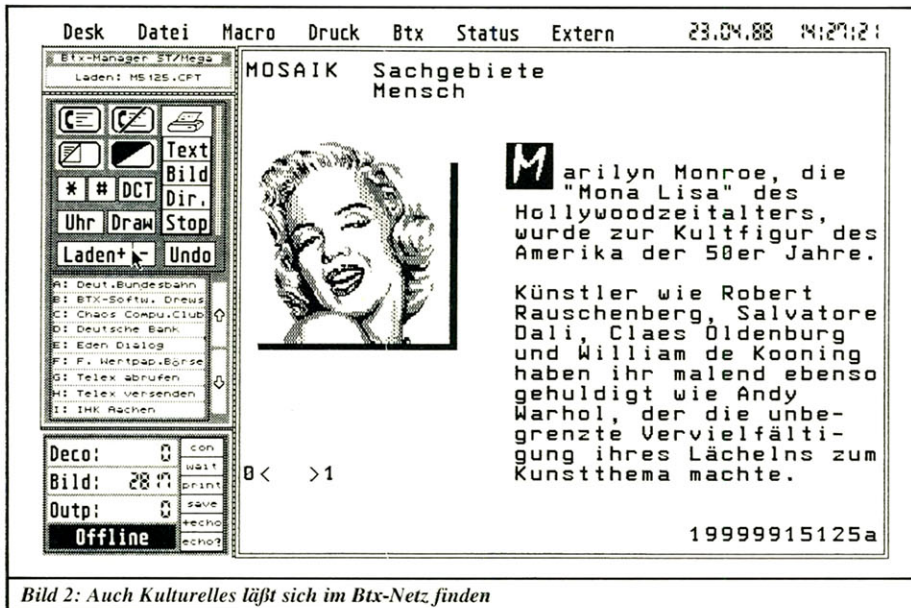 Desk Datei Macro Druck Btx Status Extern 23.04.88 14:27:21
Btx-Manager ST/Mega
Laden: M5125.CPT
Text
Bild
* # DCT Dir.
Uhr Draw Stop
Laden+ - Undo
A: Deut.Bundesbahn
B: BTX-Softw. Drews
C: Chaos Compu.Club
D: Deutsche Bank
E: Eden Dialog
F: F. Wertpap.Börse
G: Telex abrufen
H: Telex versenden
I: IHK Aachen
Deco: 0 con
wait
Bild: 2817 print
Outp: 0 save
+echo
Offline echo?
MOSAIK Sachgebiete
Mensch
Marilyn Monroe, die
"Mona Lisa" des
Hollywoodzeitalters,
wurde zur Kultfigur des
Amerika der 50er Jahre.
Künstler wie Robert
Rauschenberg, Salvatore
Dali, Claes Oldenburg
und William de Kooning
haben ihr malend ebenso
gehuldigt wie Andy
Warhol, der die unbe-
grenzte Vervielfälti-
gung ihres Lächelns zum
Kunstthema machte.
0< >1
19999915125a
Bild 2: Auch Kulturelles läßt sich im Btx-Netz finden